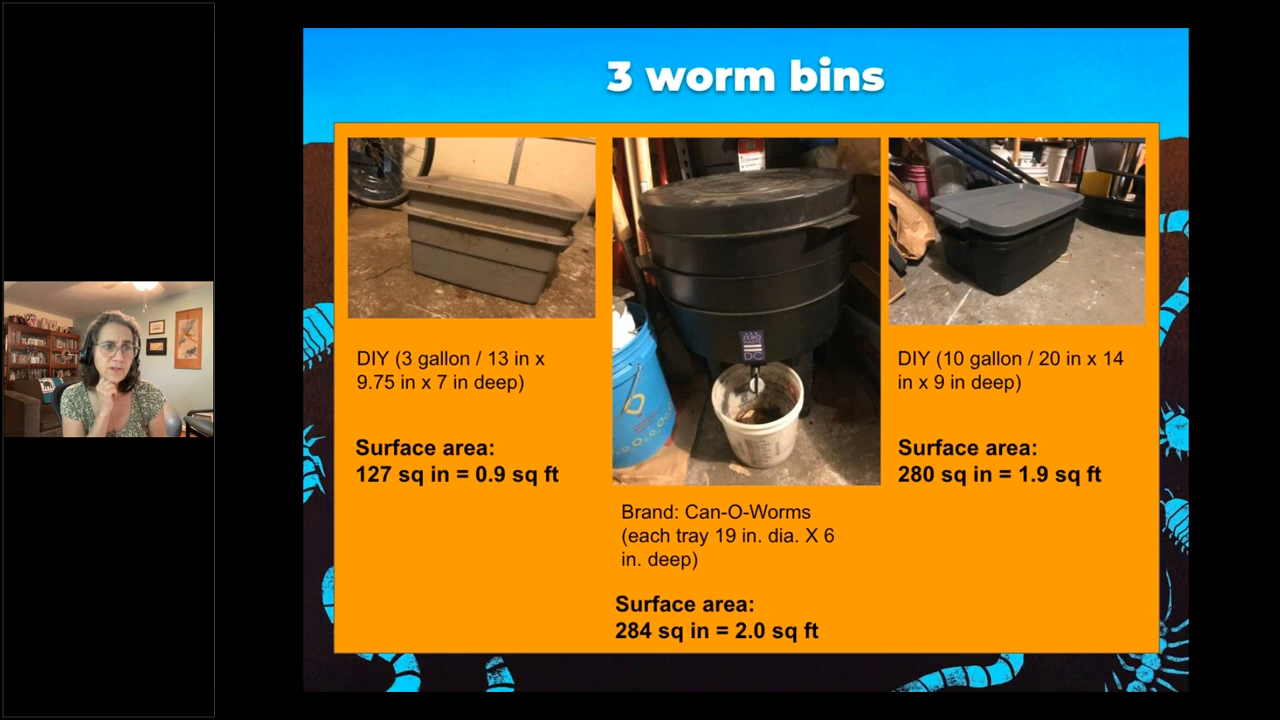 3 worm bins
DIY (3 gallon / 13 in x
9.75 in x 7 in deep)
Surface area:
127 sq in = 0.9 sq ft
ZERO
WASTE
DC
Brand: Can-O-Worms
(each tray 19 in. dia. X 6
in. deep)
Surface area:
284 sq in = 2.0 sq ft
DIY (10 gallon / 20 in x 14
in x 9 in deep)
Surface area:
280 sq in = 1.9 sq ft